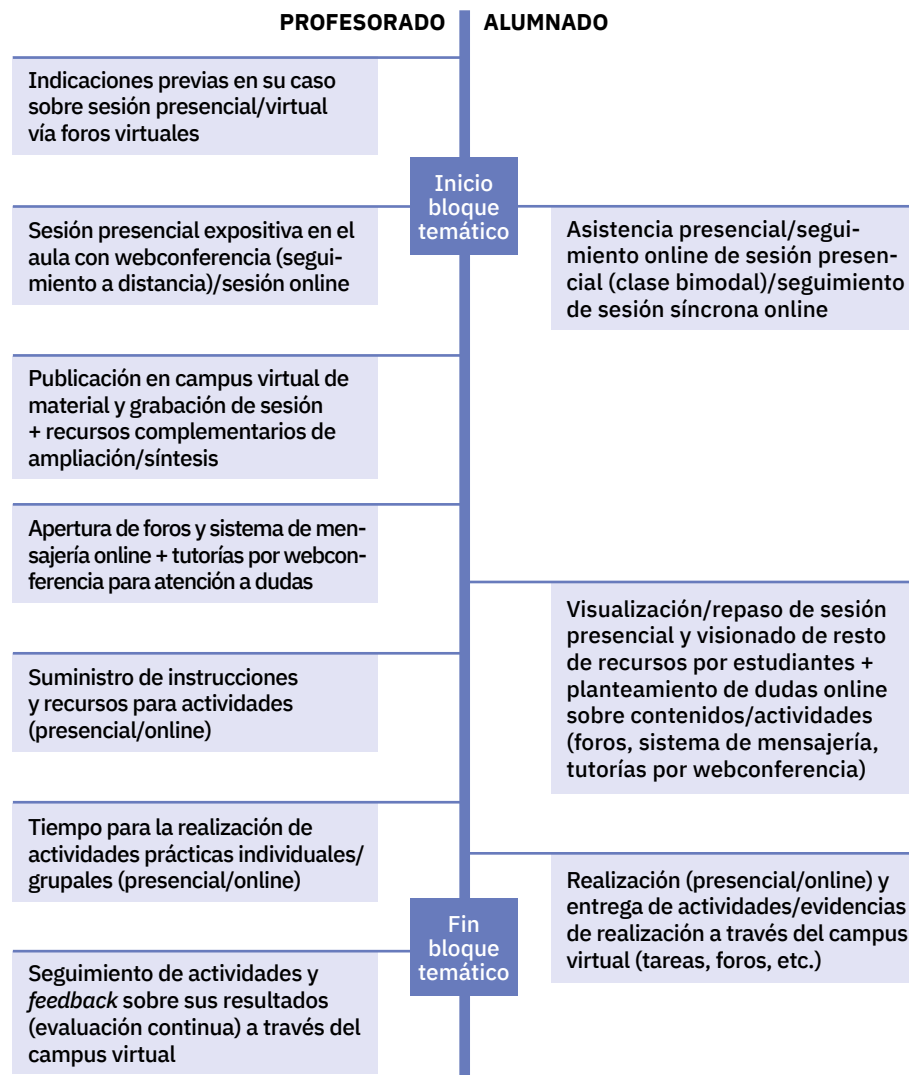 PROFESORADO
ALUMNADO
Indicaciones previas en su caso
sobre sesión presencial/virtual
vía foros virtuales
Inicio
bloque
temático
Sesión presencial expositiva en el
aula con webconferencia (segui-
miento a distancia)/sesión online
Asistencia presencial/segui-
miento online de sesión presen-
cial (clase bimodal)/seguimiento
de sesión síncrona online
Publicación en campus virtual de
material y grabación de sesión
+ recursos complementarios de
ampliación/síntesis
Apertura de foros y sistema de men-
sajería online + tutorías por webcon-
ferencia para atención a dudas
Visualización/repaso de sesión
presencial y visionado de resto
de recursos por estudiantes +
planteamiento de dudas online
sobre contenidos/actividades
(foros, sistema de mensajería,
tutorías por webconferencia)
Suministro de instrucciones
y recursos para actividades
(presencial/online)
Tiempo para la realización de
actividades prácticas individuales/
grupales (presencial/online)
Realización (presencial/online) y
entrega de actividades/evidencias
de realización a través del campus
virtual (tareas, foros, etc.)
Fin
bloque
temático
Seguimiento de actividades y
feedback sobre sus resultados
(evaluación continua) a través del
campus virtual